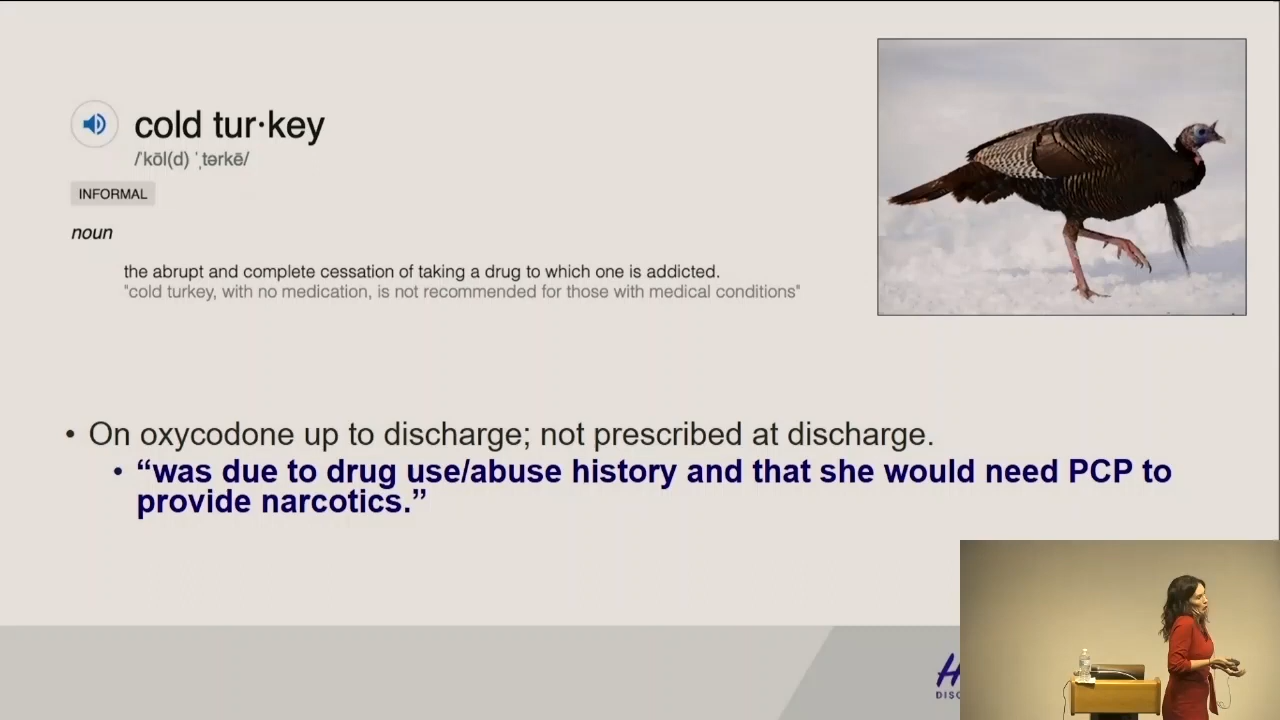 cold tur·key
/ˈkōl(d) ˈˌtərkē/
INFORMAL
noun
the abrupt and complete cessation of taking a drug to which one is addicted.
"cold turkey, with no medication, is not recommended for those with medical conditions"
• On oxycodone up to discharge; not prescribed at discharge.
• “was due to drug use/abuse history and that she would need PCP to
provide narcotics.”